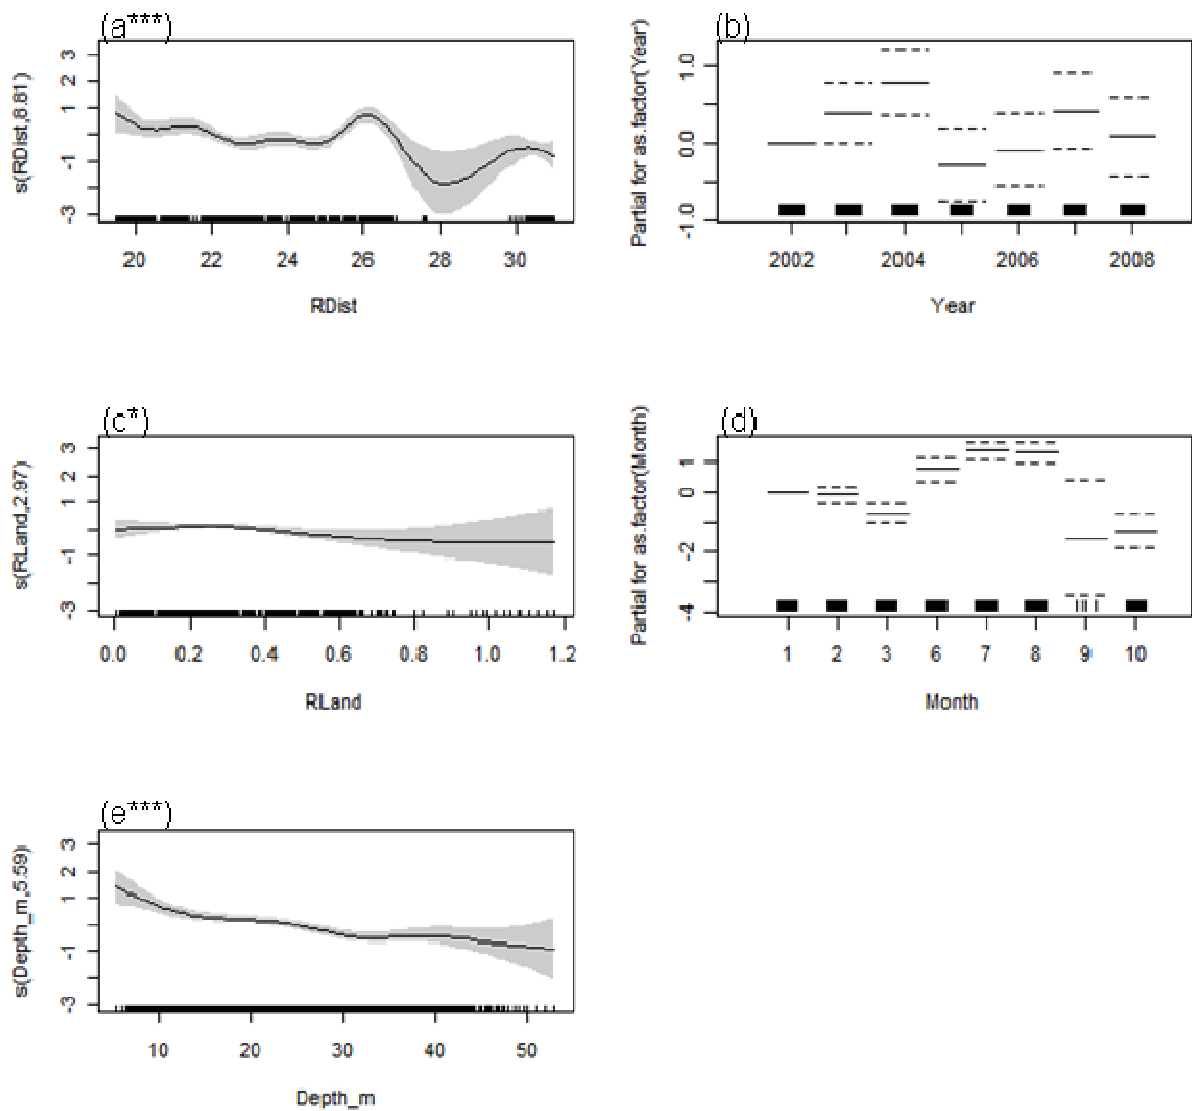 (a***)
s(RDist,8.81)
3
2
1
-1
-3
20 22 24 26 28 30
RDist
(b)
Partial for as.factor(Year)
1.0
0.0
-1.0
2002 2004 2006 2008
Year
(c*)
s(RLand,2.97)
3
2
1
-1
-3
0.0 0.2 0.4 0.6 0.8 1.0 1.2
RLand
(d)
Partial for as.factor(Month)
1
0
-2
-4
1 2 3 6 7 8 9 10
Month
(e***)
s(Depth_m,5.59)
3
2
1
-1
-3
10 20 30 40 50
Depth_m